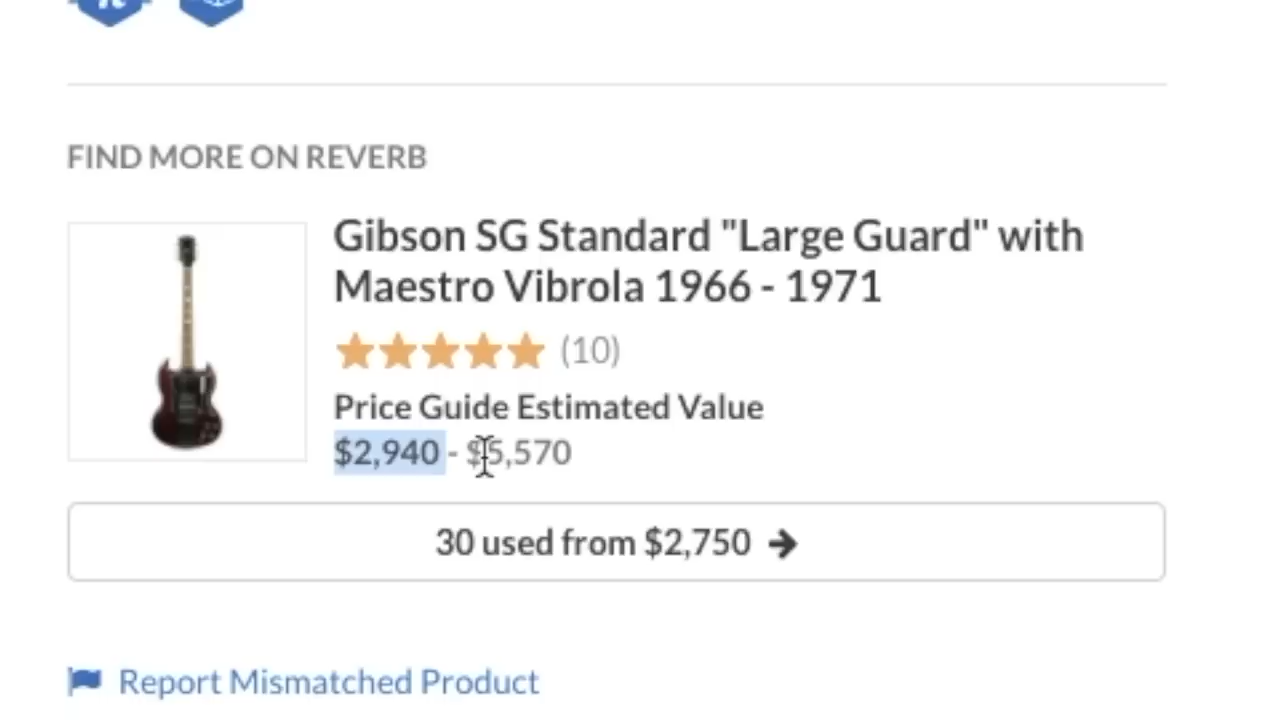 FIND MORE ON REVERB
Gibson SG Standard "Large Guard" with
Maestro Vibrola 1966 - 1971
(10)
Price Guide Estimated Value
$2,940 - $5,570
30 used from $2,750
Report Mismatched Product